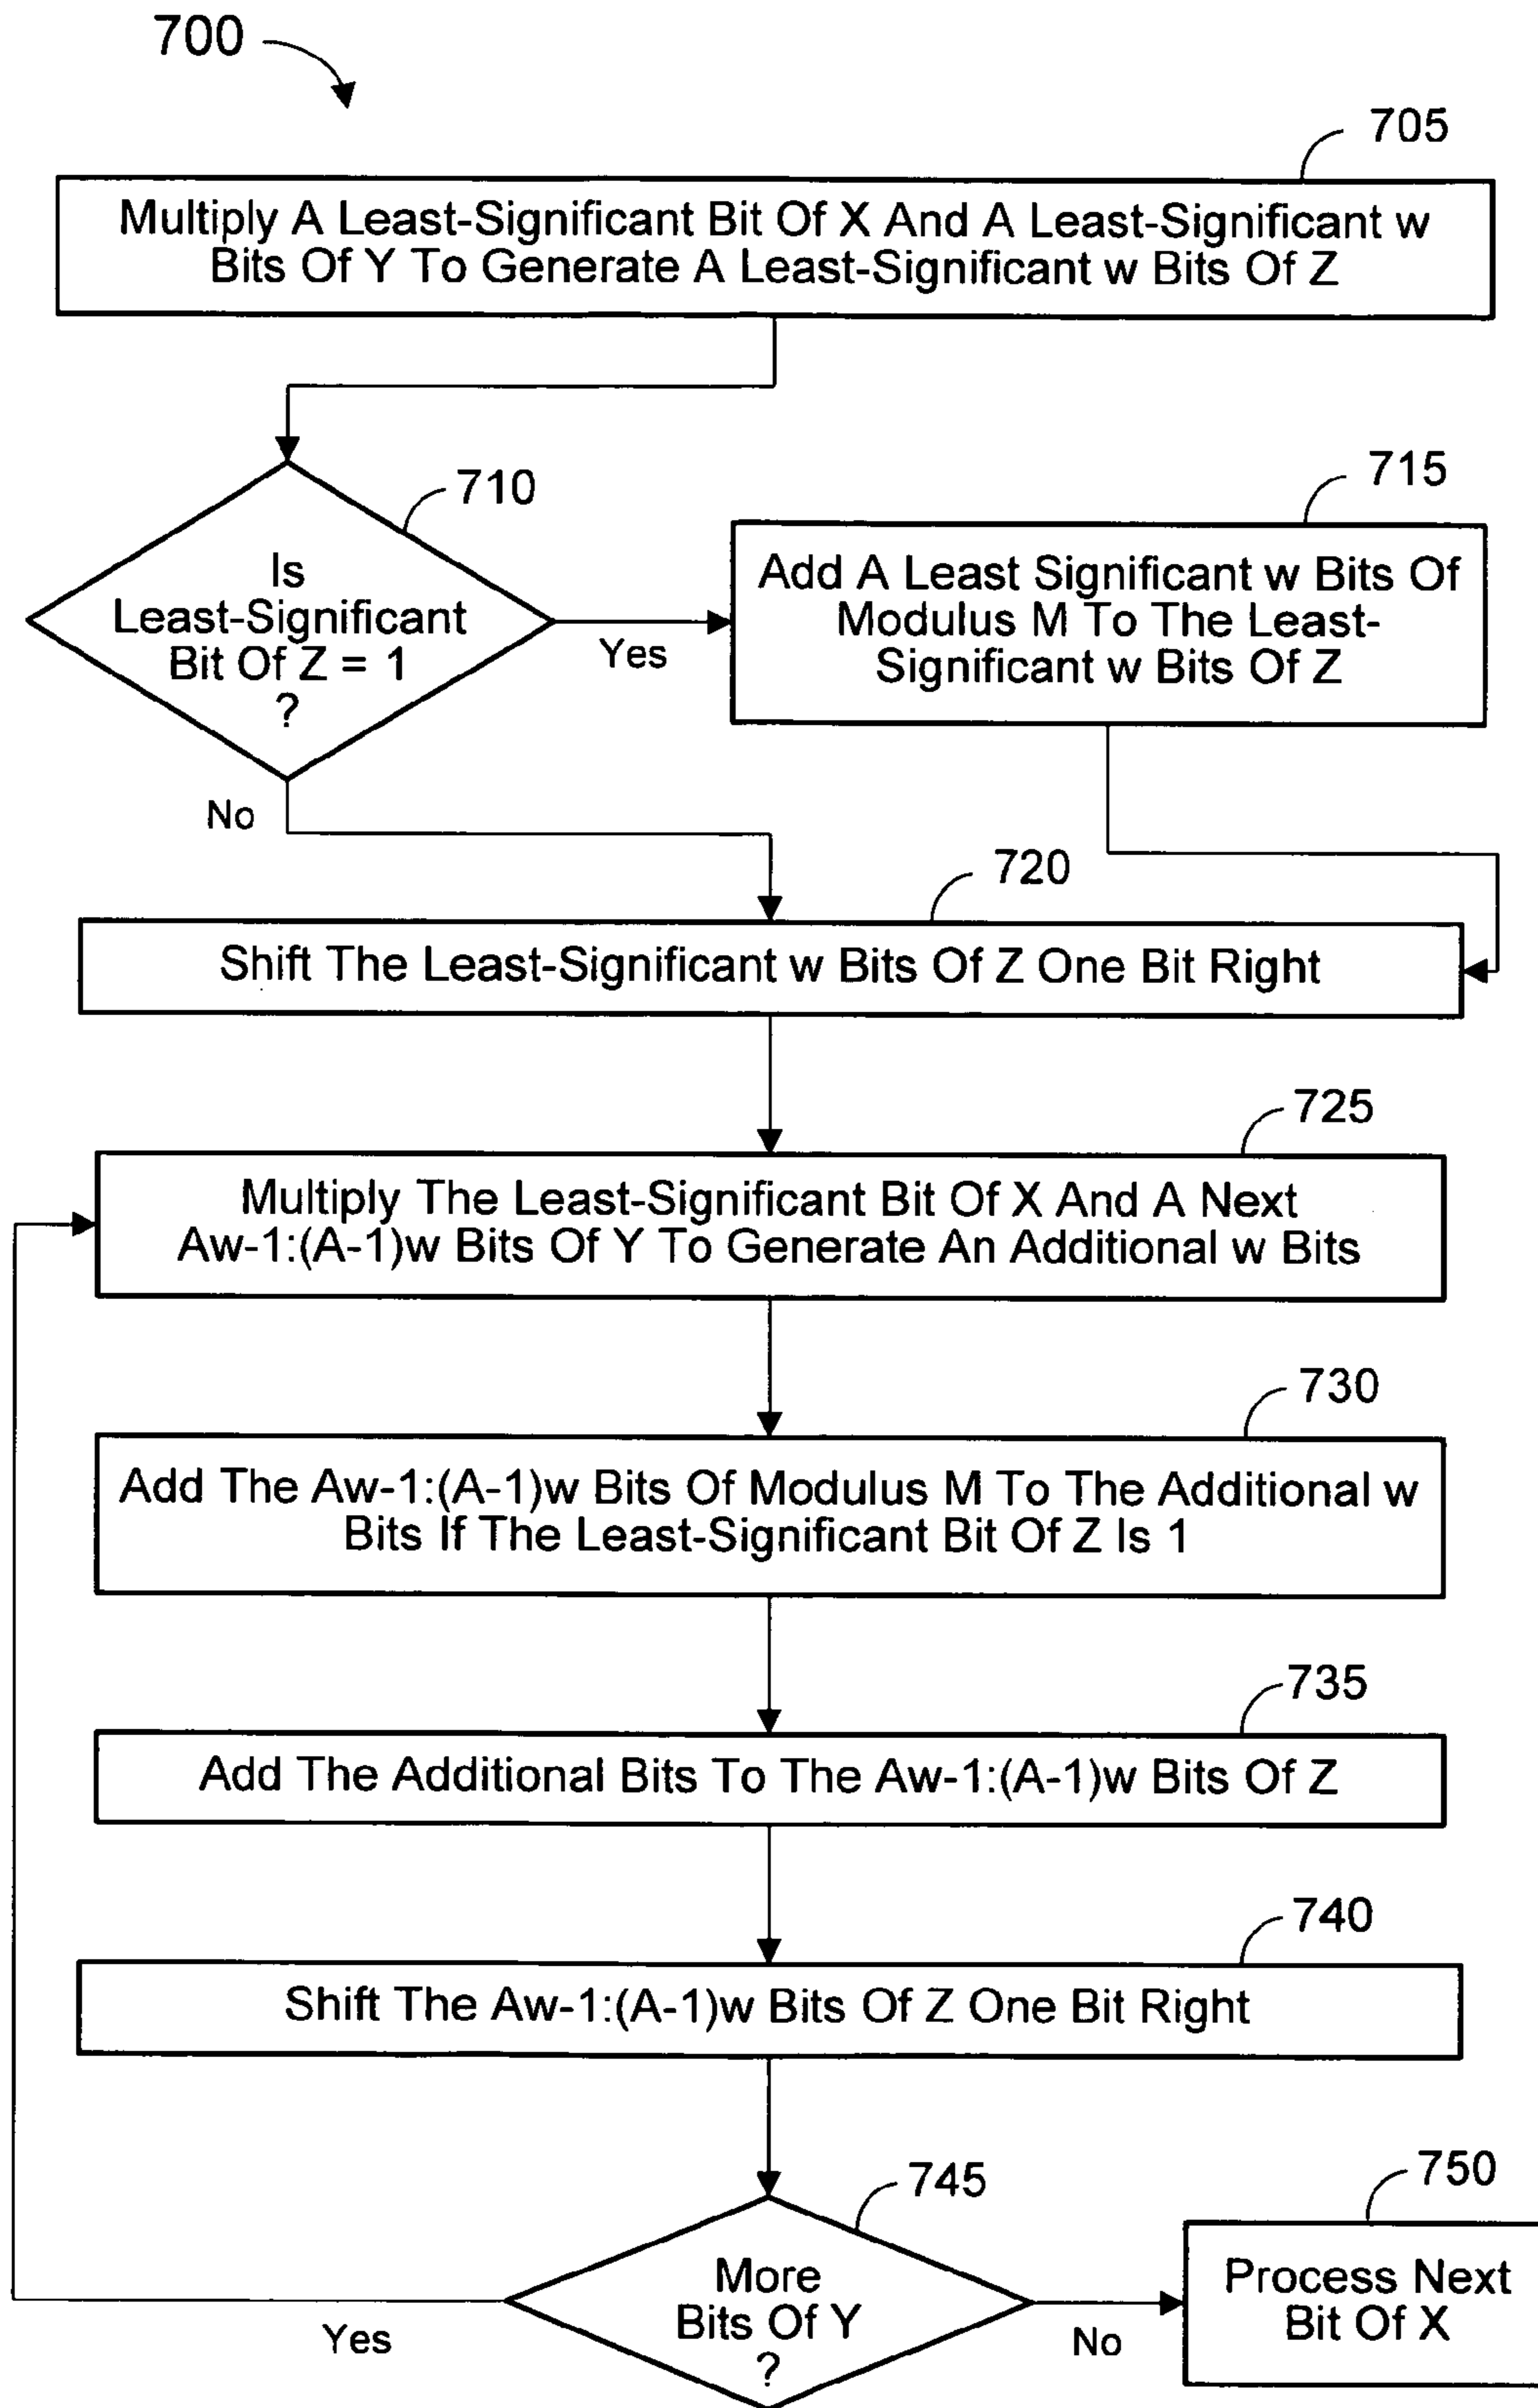 700
705
Multiply A Least-Significant Bit Of X And A Least-Significant w
Bits Of Y To Generate A Least-Significant w Bits Of Z
710
Is
Least-Significant
Bit Of Z = 1
?
Yes
No
715
Add A Least Significant w Bits Of
Modulus M To The Least-
Significant w Bits Of Z
720
Shift The Least-Significant w Bits Of Z One Bit Right
725
Multiply The Least-Significant Bit Of X And A Next
Aw-1:(A-1)w Bits Of Y To Generate An Additional w Bits
730
Add The Aw-1:(A-1)w Bits Of Modulus M To The Additional w
Bits If The Least-Significant Bit Of Z Is 1
735
Add The Additional Bits To The Aw-1:(A-1)w Bits Of Z
740
Shift The Aw-1:(A-1)w Bits Of Z One Bit Right
745
More
Bits Of Y
?
Yes
No
750
Process Next
Bit Of X